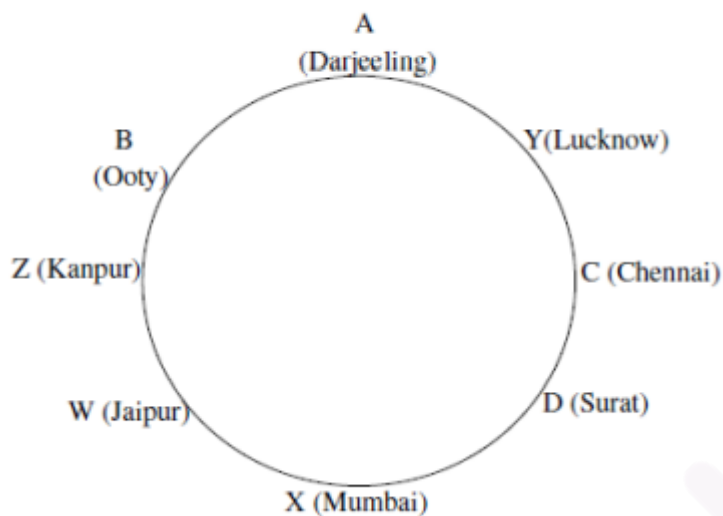 A
(Darjeeling)
B
(Ooty)
Y(Lucknow)
Z (Kanpur)
C (Chennai)
W (Jaipur)
D (Surat)
X (Mumbai)